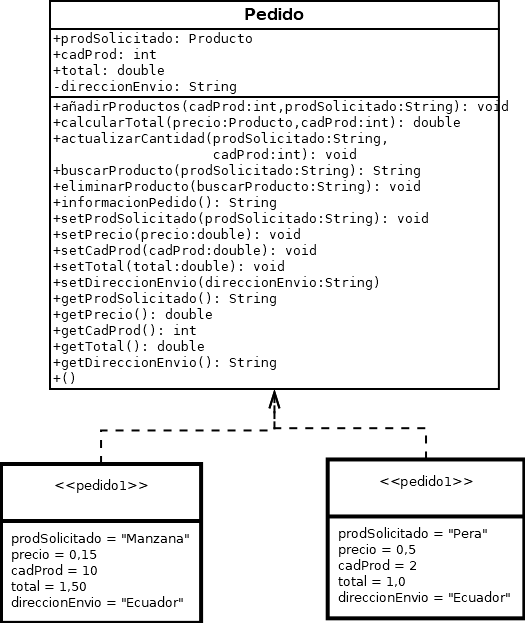 Pedido
+prodSolicitado: Producto
+cadProd: int
+total: double
-direccionEnvio: String
+añadirProductos(cadProd:int,prodSolicitado:String): void
+calcularTotal(precio:Producto,cadProd:int): double
+actualizarCantidad(prodSolicitado:String,
cadProd:int): void
+buscarProducto(prodSolicitado:String): String
+eliminarProducto(buscarProducto:String): void
+informacionPedido(): String
+setProdSolicitado(prodSolicitado:String): void
+setPrecio(precio:double): void
+setCadProd(cadProd:double): void
+setTotal(total:double): void
+setDireccionEnvio(direccionEnvio:String)
+getProdSolicitado(): String
+getPrecio(): double
+getCadProd(): int
+getTotal(): double
+getDireccionEnvio(): String
+()
<<pedido1>>
prodSolicitado = "Manzana"
precio = 0,15
cadProd = 10
total = 1,50
direccionEnvio = "Ecuador"
<<pedido1>>
prodSolicitado = "Pera"
precio = 0,5
cadProd = 2
total = 1,0
direccionEnvio = "Ecuador"